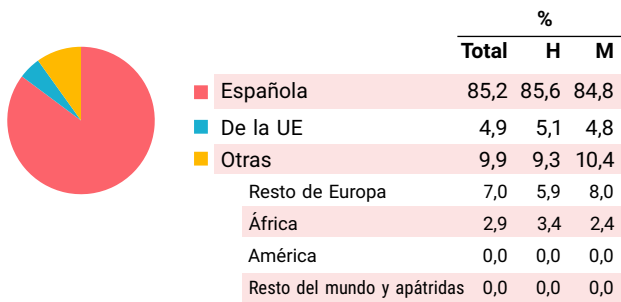 %
Total H M
Española 85,2 85,6 84,8
De la UE 4,9 5,1 4,8
Otras 9,9 9,3 10,4
Resto de Europa 7,0 5,9 8,0
África 2,9 3,4 2,4
América 0,0 0,0 0,0
Resto del mundo y apátridas 0,0 0,0 0,0